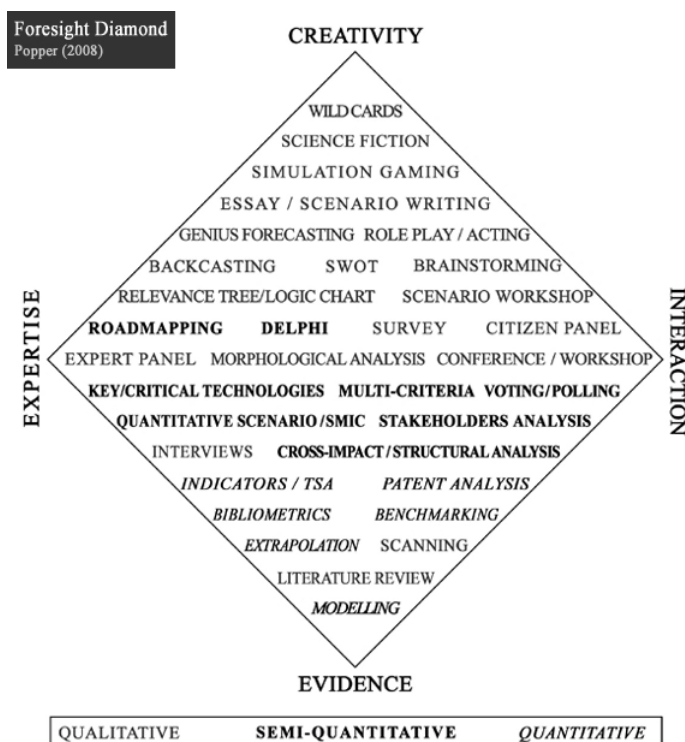 Foresight Diamond
Popper (2008)
CREATIVITY
WILD CARDS
SCIENCE FICTION
SIMULATION GAMING
ESSAY / SCENARIO WRITING
GENIUS FORECASTING ROLE PLAY / ACTING
BACKCASTING SWOT BRAINSTORMING
RELEVANCE TREE/LOGIC CHART SCENARIO WORKSHOP
ROADMAPPING DELPHI SURVEY CITIZEN PANEL
EXPERT PANEL MORPHOLOGICAL ANALYSIS CONFERENCE / WORKSHOP
KEY/CRITICAL TECHNOLOGIES MULTI-CRITERIA VOTING/POLLING
QUANTITATIVE SCENARIO/SMIC STAKEHOLDERS ANALYSIS
INTERVIEWS CROSS-IMPACT/STRUCTURAL ANALYSIS
INDICATORS / TSA PATENT ANALYSIS
BIBLIOMETRICS BENCHMARKING
EXTRAPOLATION SCANNING
LITERATURE REVIEW
MODELLING
EXPERTISE
INTERACTION
EVIDENCE
QUALITATIVE SEMI-QUANTITATIVE QUANTITATIVE